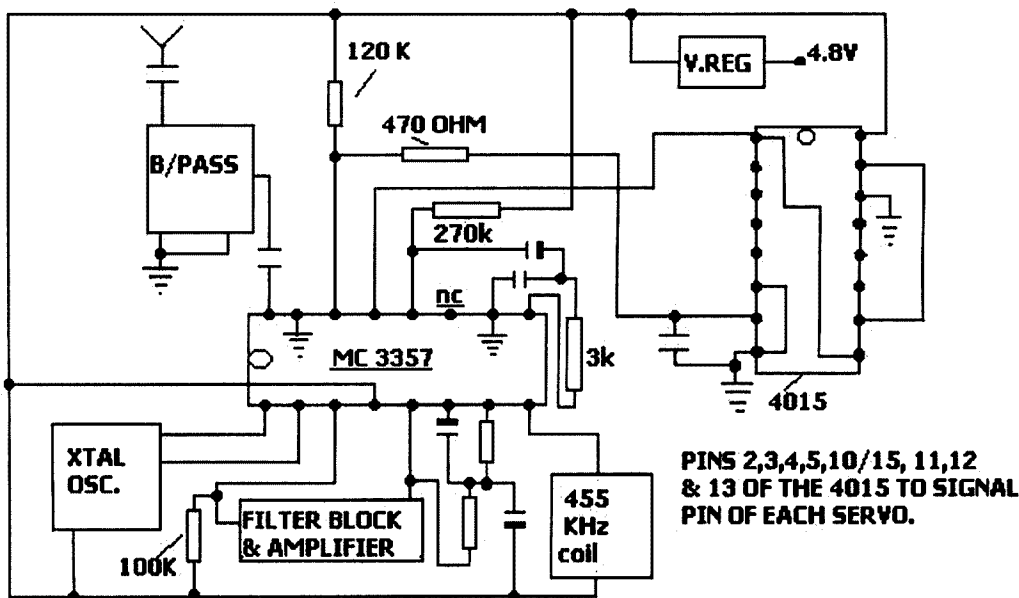 120 K
V.REG
4.8V
470 OHM
B/PASS
270k
nc
MC 3357
3k
4015
XTAL
OSC.
PINS 2,3,4,5,10/15, 11,12
& 13 OF THE 4015 TO SIGNAL
PIN OF EACH SERVO.
455
KHz
coil
FILTER BLOCK
& AMPLIFIER
100K